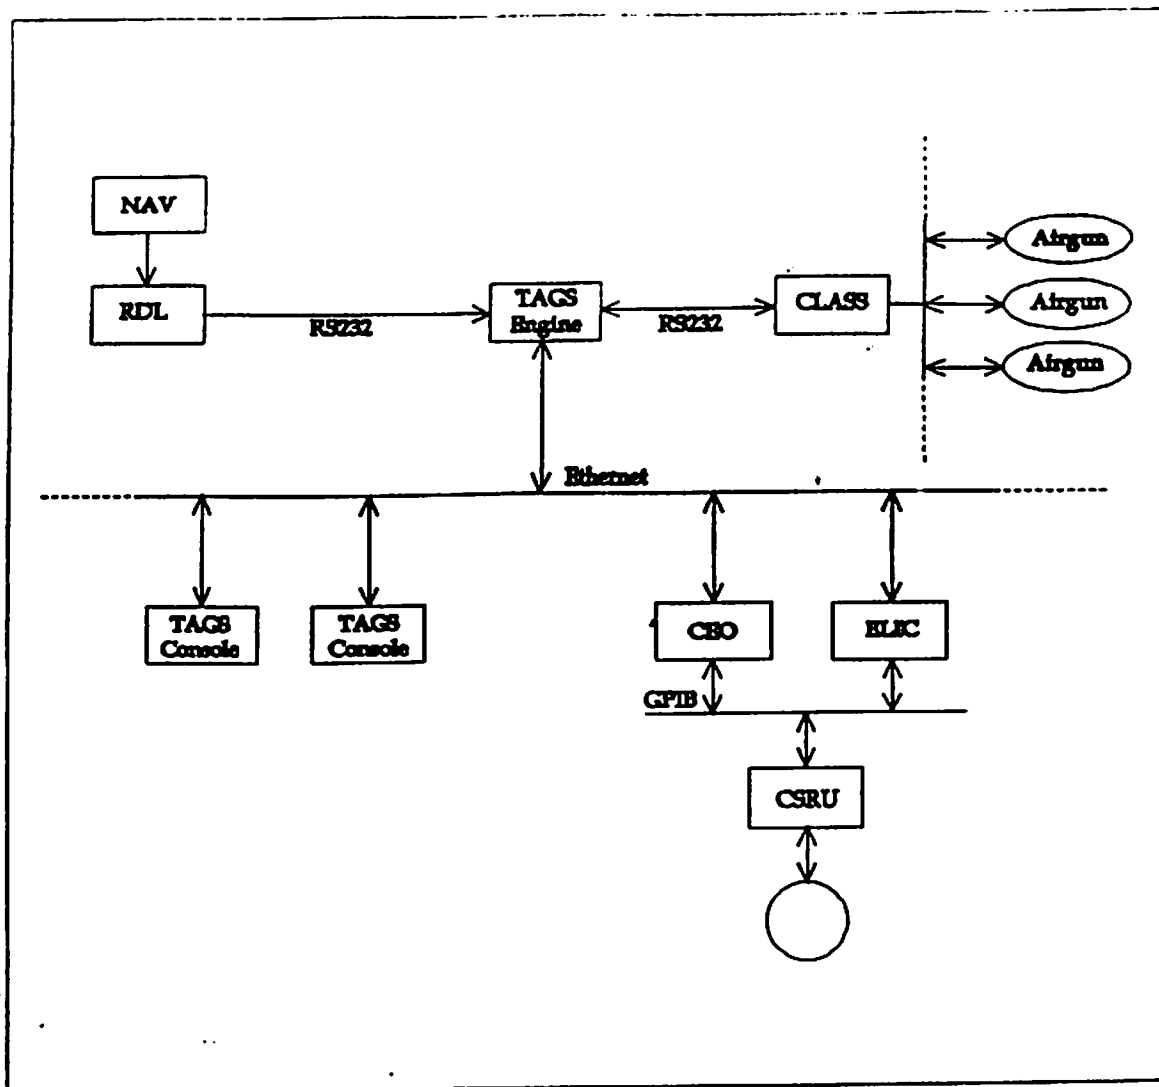 NAV
RDL
RS232
TAGS
Engine
RS232
CLASS
Airgun
Airgun
Airgun
Ethernet
TAGS
Console
TAGS
Console
CEO
ELIC
GPIB
CSRU